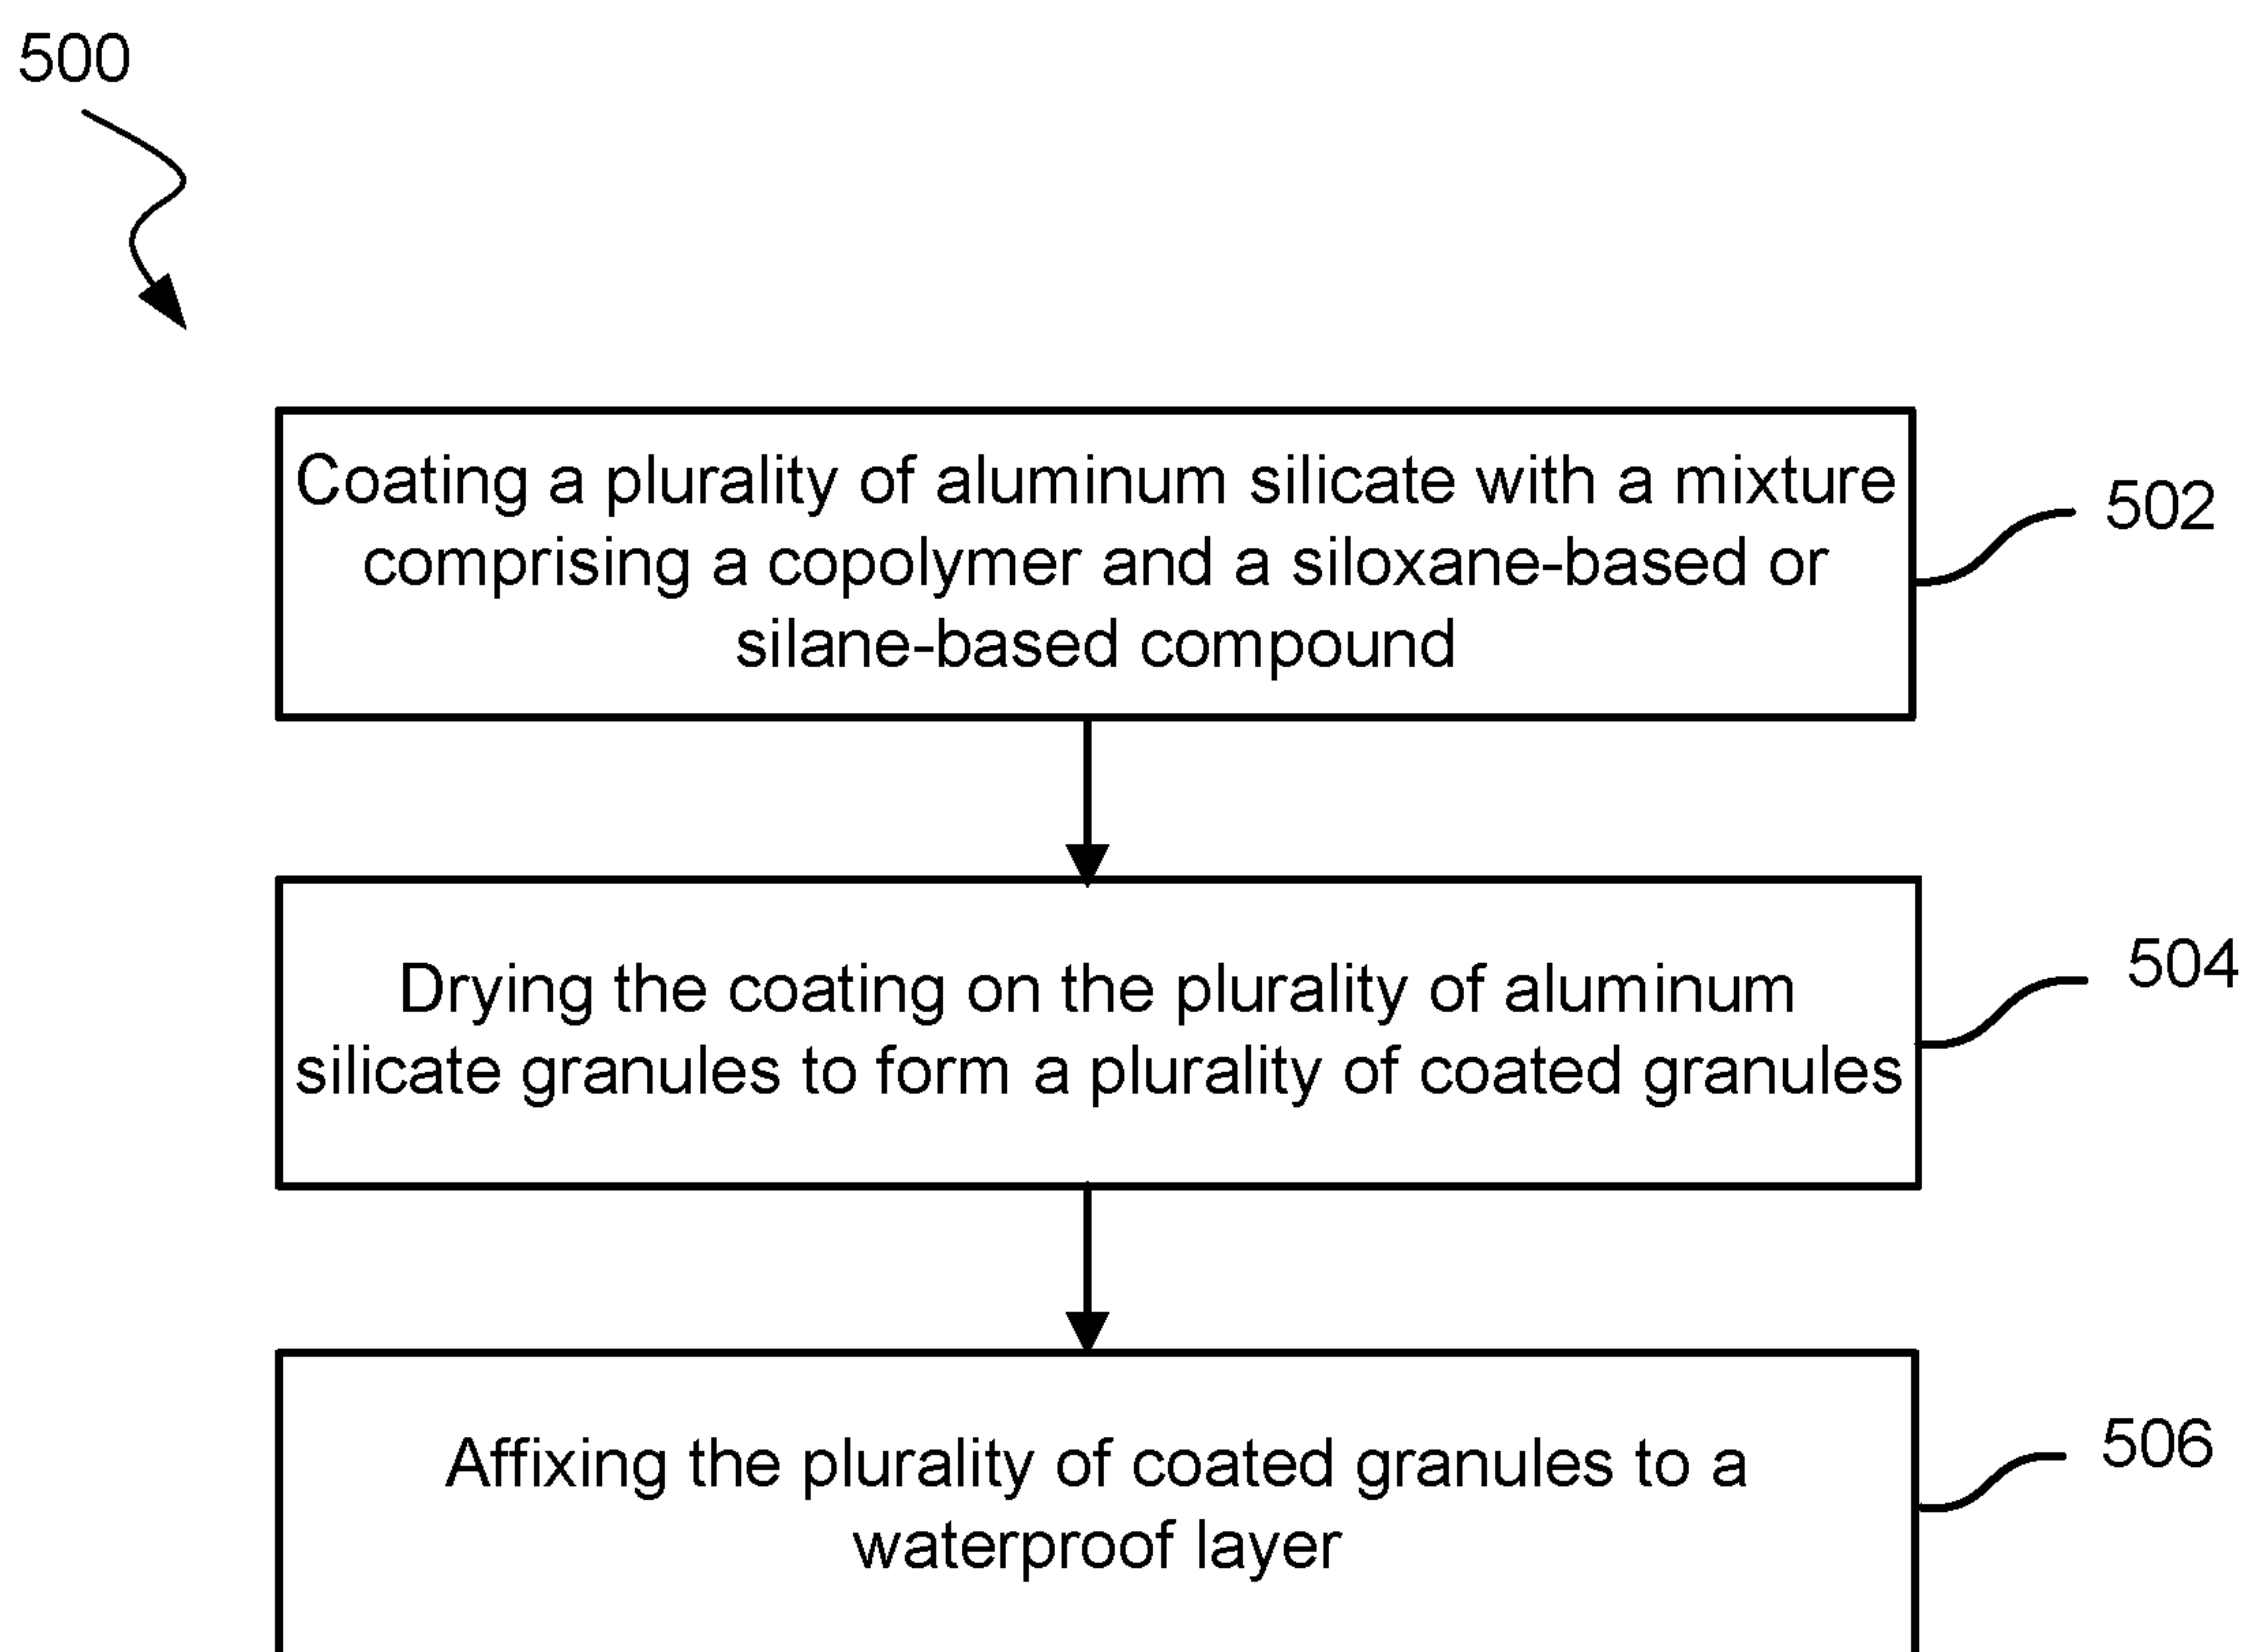 500
Coating a plurality of aluminum silicate with a mixture
comprising a copolymer and a siloxane-based or
silane-based compound
502
Drying the coating on the plurality of aluminum
silicate granules to form a plurality of coated granules
504
Affixing the plurality of coated granules to a
waterproof layer
506